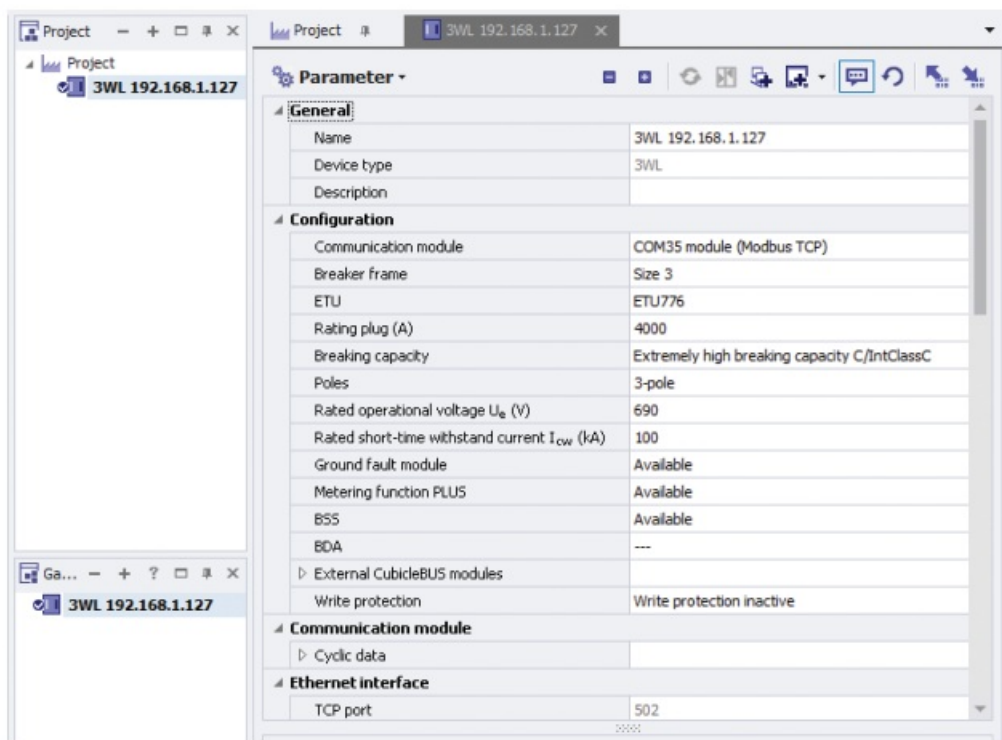 Project
Project
3WL 192.168.1.127
Ga...
3WL 192.168.1.127
Project 3WL 192.168.1.127
Parameter
General
Name 3WL 192.168.1.127
Device type 3WL
Description
Configuration
Communication module COM35 module (Modbus TCP)
Breaker frame Size 3
ETU ETU776
Rating plug (A) 4000
Breaking capacity Extremely high breaking capacity C/IntClassC
Poles 3-pole
Rated operational voltage Ue (V) 690
Rated short-time withstand current Icw (kA) 100
Ground fault module Available
Metering function PLUS Available
BSS Available
BDA ---
External CubicleBUS modules
Write protection Write protection inactive
Communication module
Cyclic data
Ethernet interface
TCP port 502